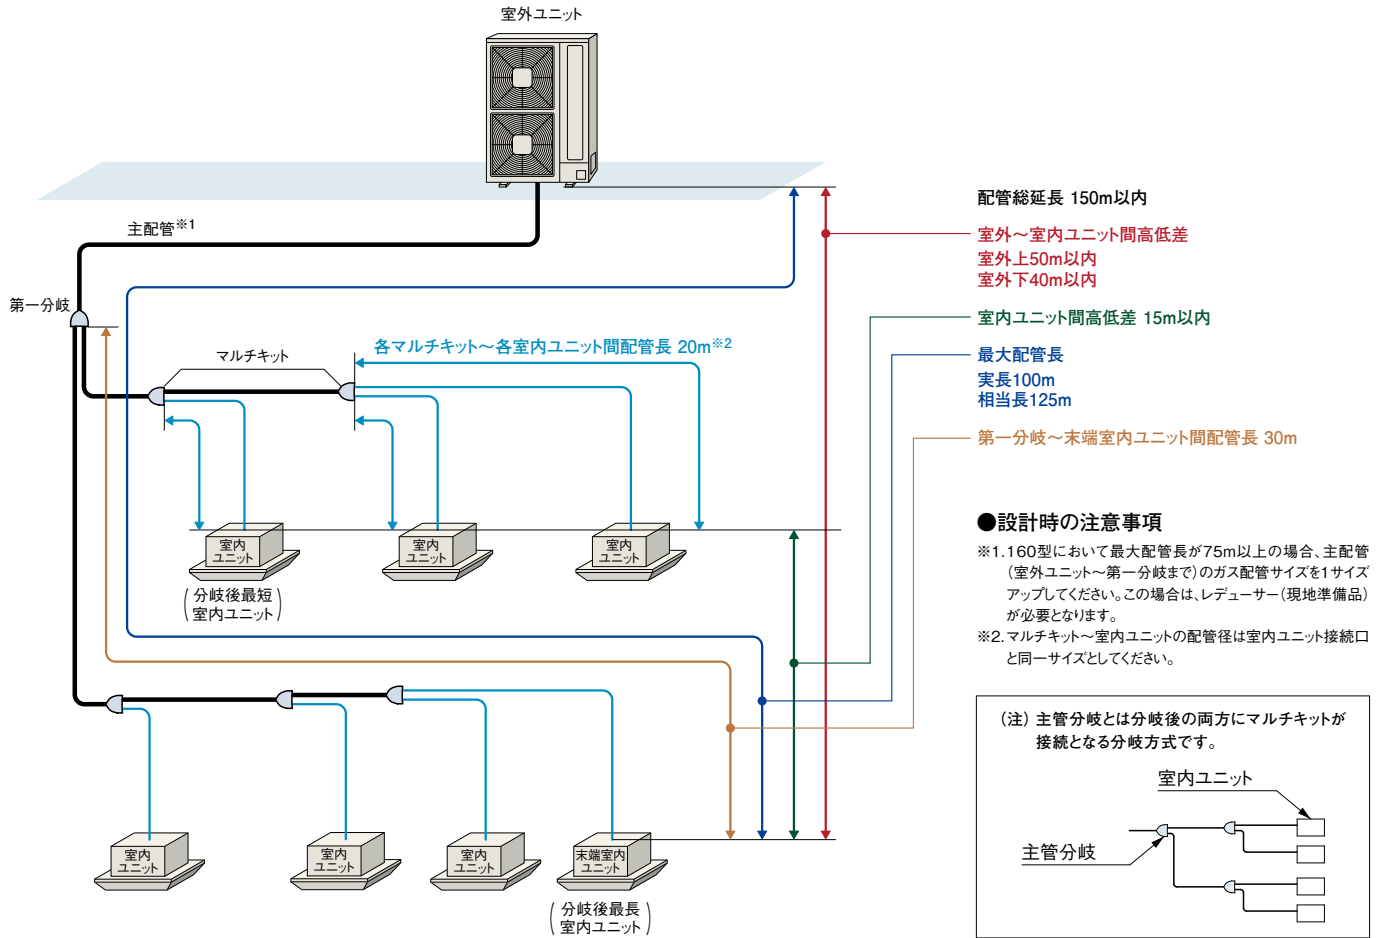 室外ユニット
主配管※1
第一分岐
マルチキット
各マルチキット～各室内ユニット間配管長 20m※2
室内
ユニット
室内
ユニット
室内
ユニット
(分岐後最短
室内ユニット)
室内
ユニット
室内
ユニット
室内
ユニット
末端室内
ユニット
(分岐後最長
室内ユニット)
配管総延長 150m以内
室外～室内ユニット間高低差
室外上50m以内
室外下40m以内
室内ユニット間高低差 15m以内
最大配管長
実長100m
相当長125m
第一分岐～末端室内ユニット間配管長 30m
●設計時の注意事項
※1.160型において最大配管長が75m以上の場合、主配管
(室外ユニット～第一分岐まで)のガス配管サイズを1サイズ
アップしてください。この場合は、レデューサー(現地準備品)
が必要となります。
※2.マルチキット～室内ユニットの配管径は室内ユニット接続口
と同一サイズとしてください。
(注) 主管分岐とは分岐後の両方にマルチキットが
接続となる分岐方式です。
室内ユニット
主管分岐